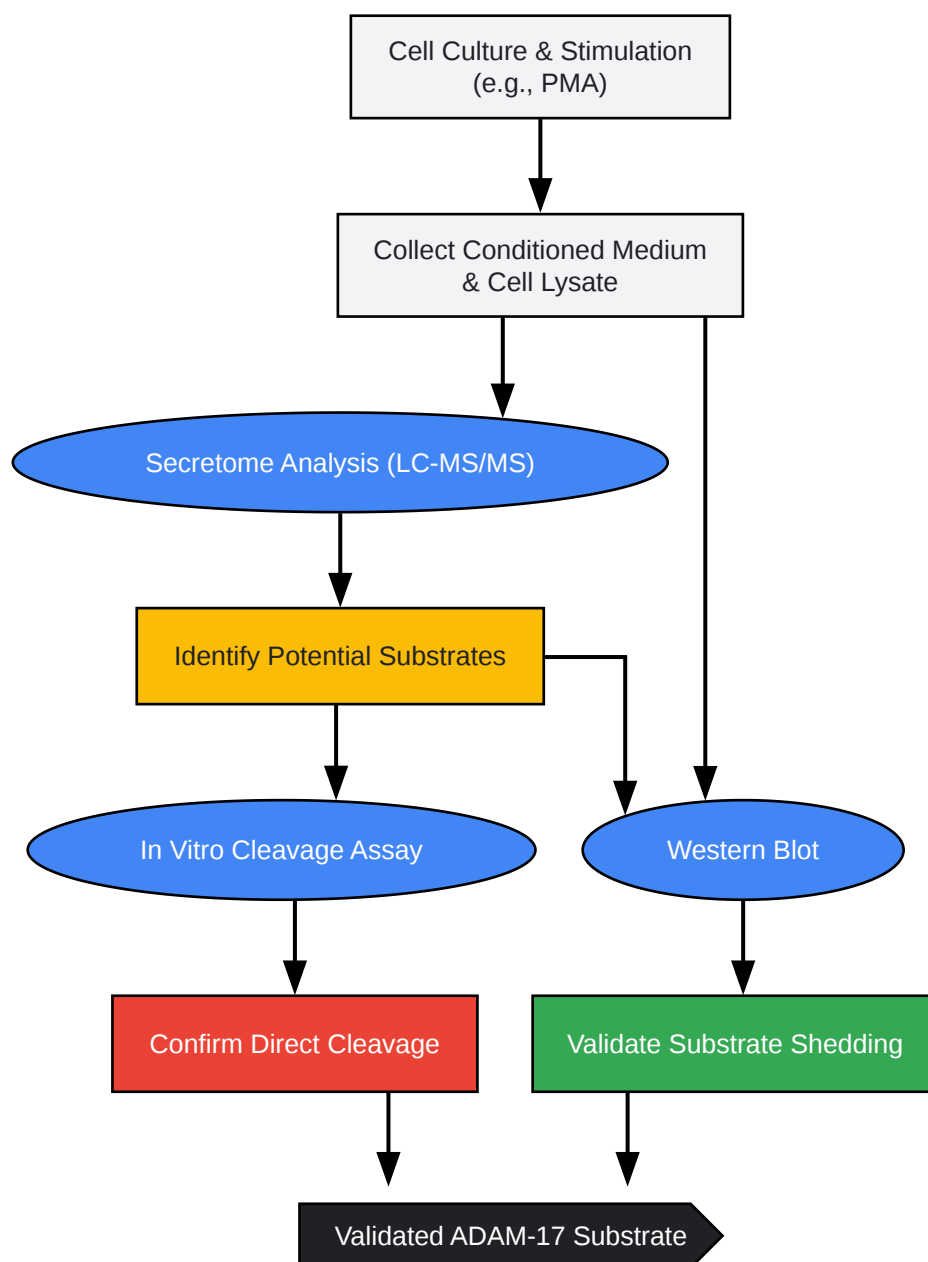 Cell Culture & Stimulation
(e.g., PMA)
Collect Conditioned Medium
& Cell Lysate
Secretome Analysis (LC-MS/MS)
Identify Potential Substrates
In Vitro Cleavage Assay
Western Blot
Confirm Direct Cleavage
Validate Substrate Shedding
Validated ADAM-17 Substrate